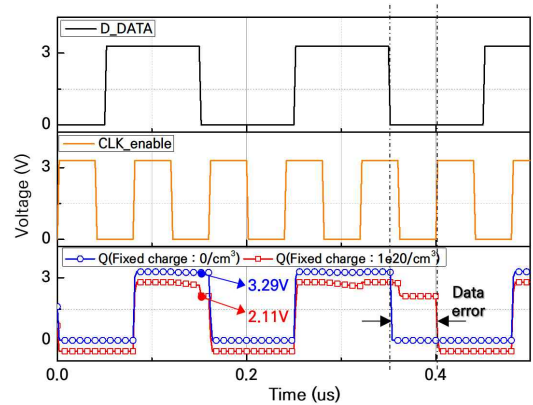 D_DATA
3
0
CLK_enable
3
0
Voltage (V)
Q(Fixed charge : 0/cm³) Q(Fixed charge : 1e20/cm³)
3
3.29V
2.11V
Data
error
0
0.0 0.2 0.4
Time (us)